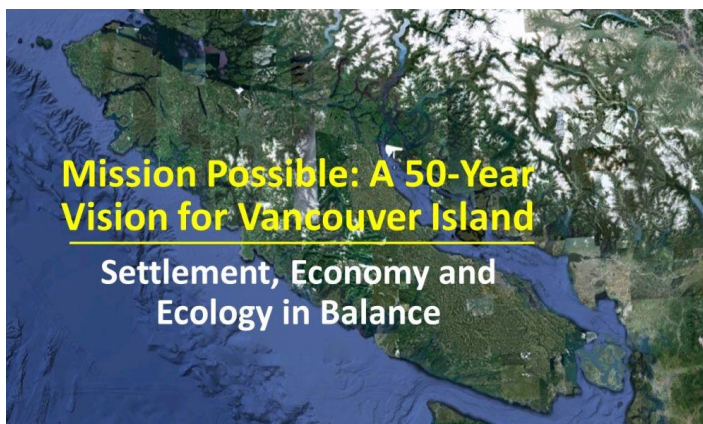 Mission Possible: A 50-Year
Vision for Vancouver Island
Settlement, Economy and
Ecology in Balance